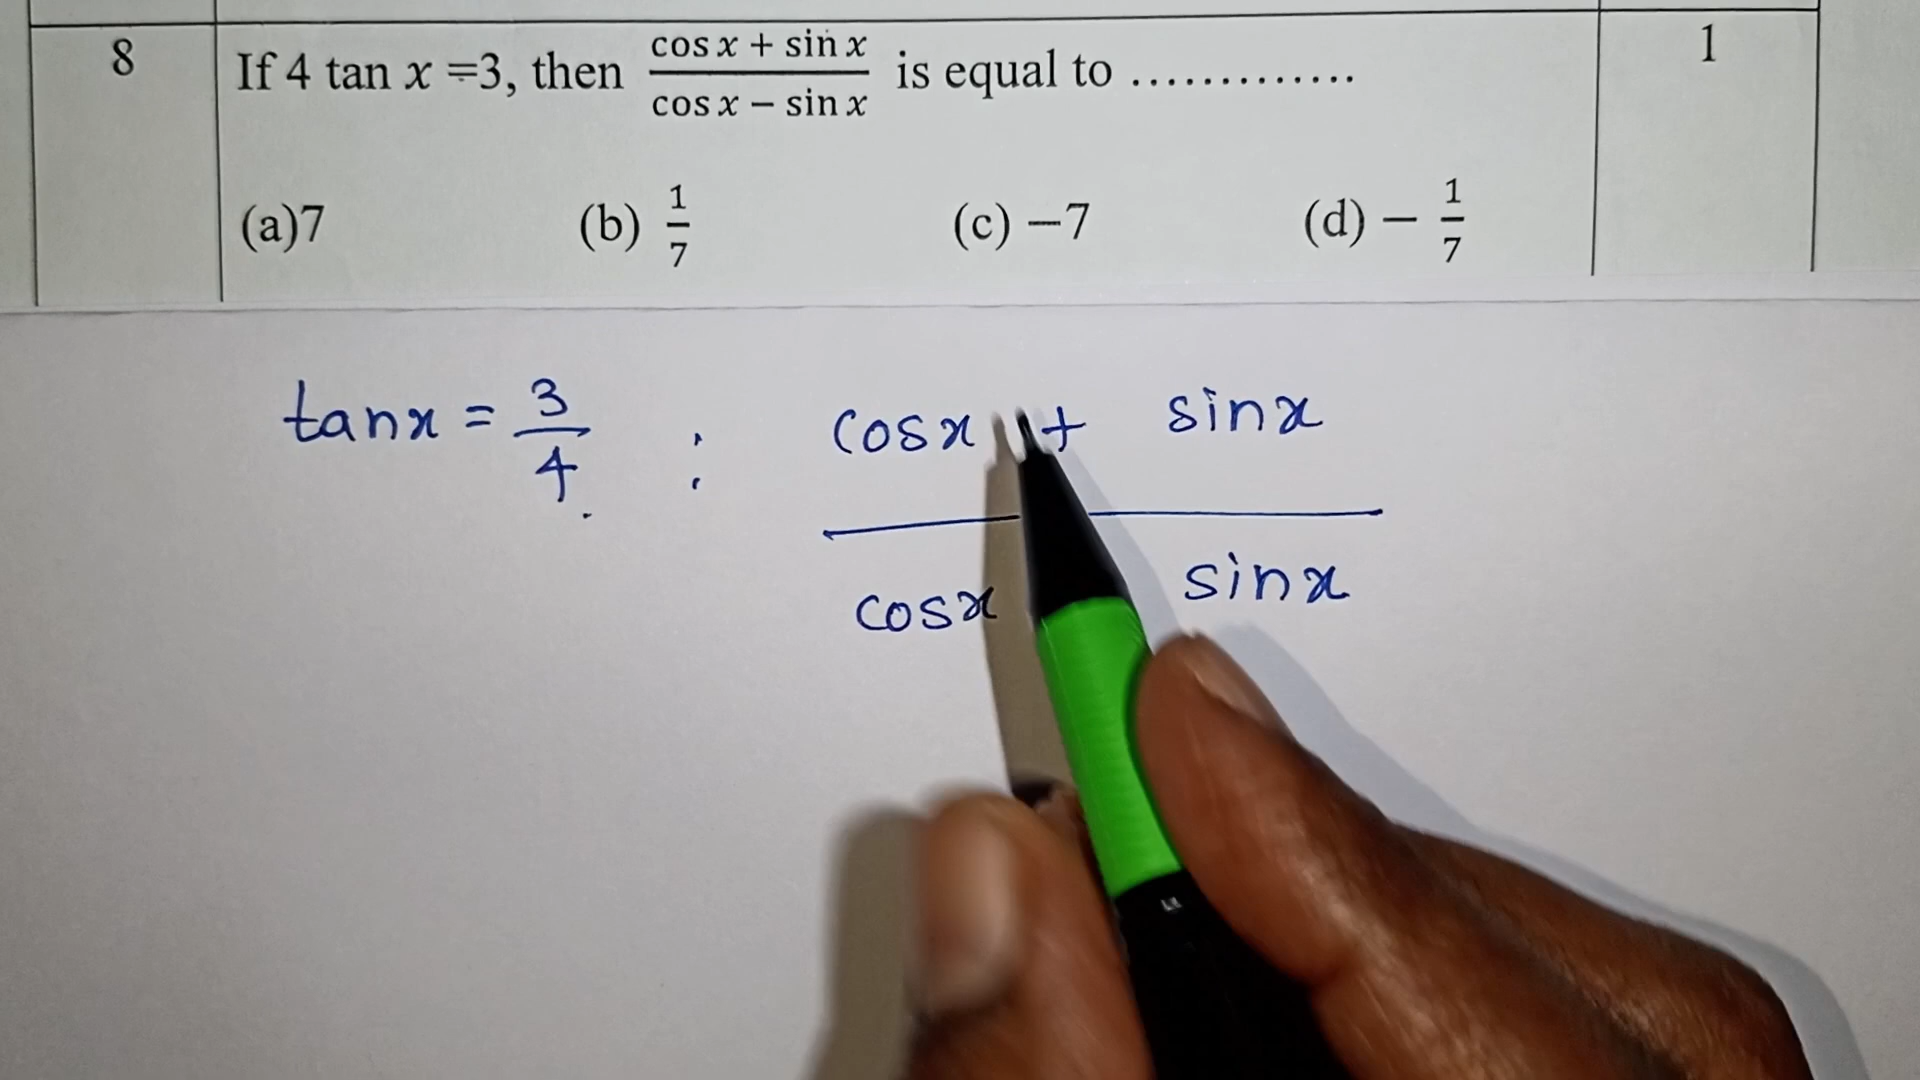 8 If 4 tan x =3, then (cos x + sin x)/(cos x − sin x) is equal to ............. 1
(a)7 (b) 1/7 (c) −7 (d) − 1/7
tanx = 3/4 : cosx + sinx
cosx sinx